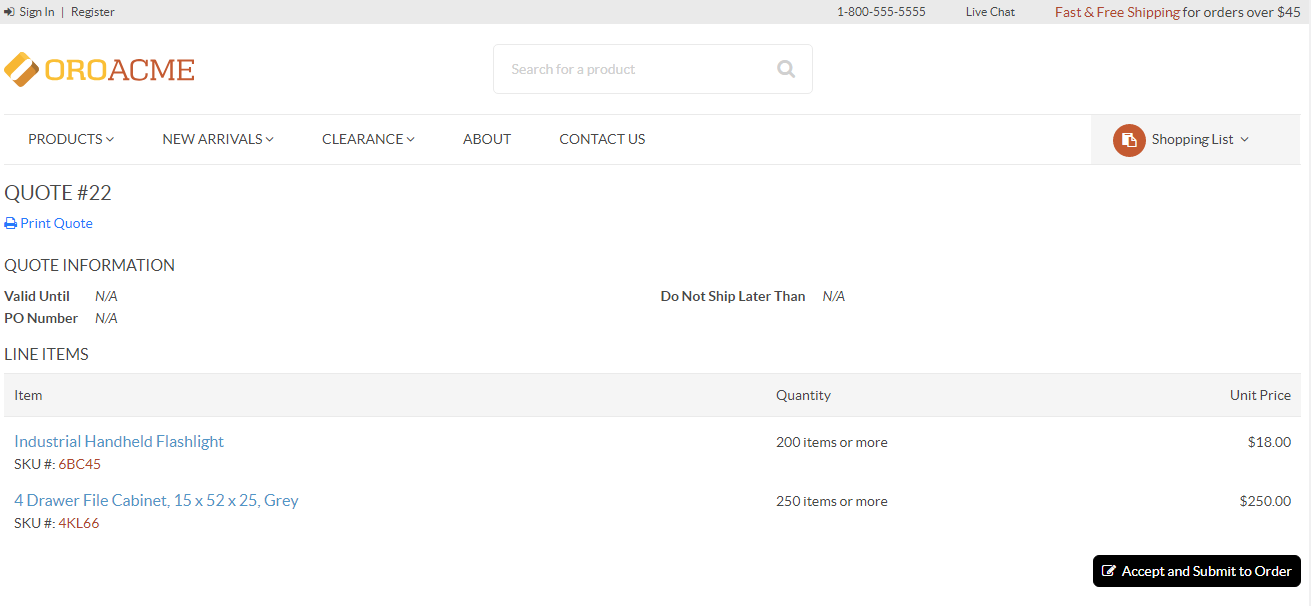 Sign In | Register 1-800-555-5555 Live Chat Fast & Free Shipping for orders over $45
OROACME Search for a product
PRODUCTS NEW ARRIVALS CLEARANCE ABOUT CONTACT US Shopping List
QUOTE #22
Print Quote
QUOTE INFORMATION
Valid Until N/A Do Not Ship Later Than N/A
PO Number N/A
LINE ITEMS
Item Quantity Unit Price
Industrial Handheld Flashlight 200 items or more $18.00
SKU #: 6BC45
4 Drawer File Cabinet, 15 x 52 x 25, Grey 250 items or more $250.00
SKU #: 4KL66
Accept and Submit to Order